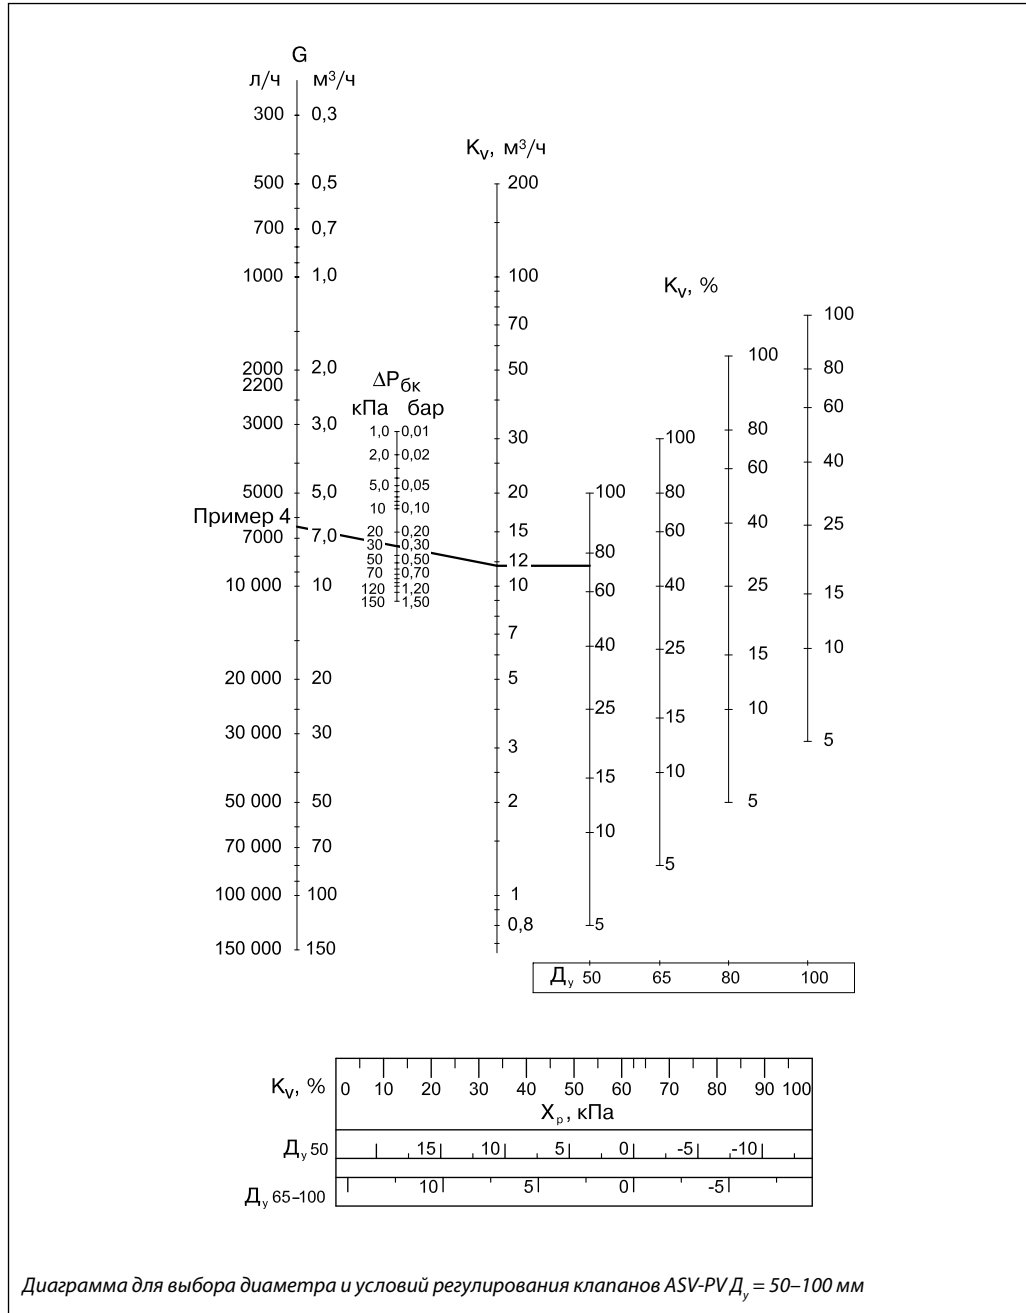 G
л/ч м³/ч
300 0,3
Kᵥ, м³/ч
500 0,5 200
700 0,7
1000 1,0 100
Kᵥ, %
100
70
2000 2,0 50 100 80
2200
ΔPбк
кПа бар
60
3000 3,0
1,0 0,01 30 100 80
2,0 0,02
40
60
5,0 0,05
5000 5,0 20 100 80
10 0,10
Пример 4
40 25
7000 7,0 20 0,20 15 60
30 0,30
50 0,50 12 80
70 0,70
10 000 10 120 1,20 10 60 40 25 15
150 1,50
7 40 25 15 10
20 000 20 5
25 15 10
30 000 30 3 5
15 10
50 000 50 2 5
10
70 000 70
5
100 000 100 1
0,8 5
150 000 150
Ду 50 65 80 100
Kᵥ, % 0 10 20 30 40 50 60 70 80 90 100
Xₚ, кПа
Ду 50 15 10 5 0 -5 -10
Ду 65–100 10 5 0 -5
Диаграмма для выбора диаметра и условий регулирования клапанов ASV-PV Ду = 50–100 мм